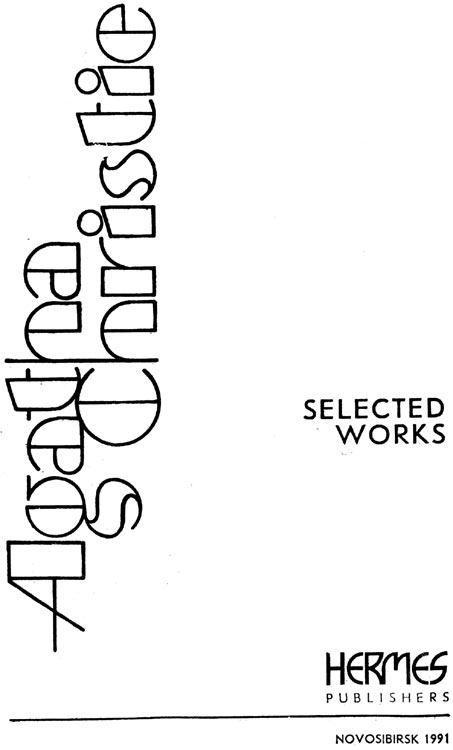 Agatha
Christie
SELECTED
WORKS
HERMES
PUBLISHERS
NOVOSIBIRSK 1991